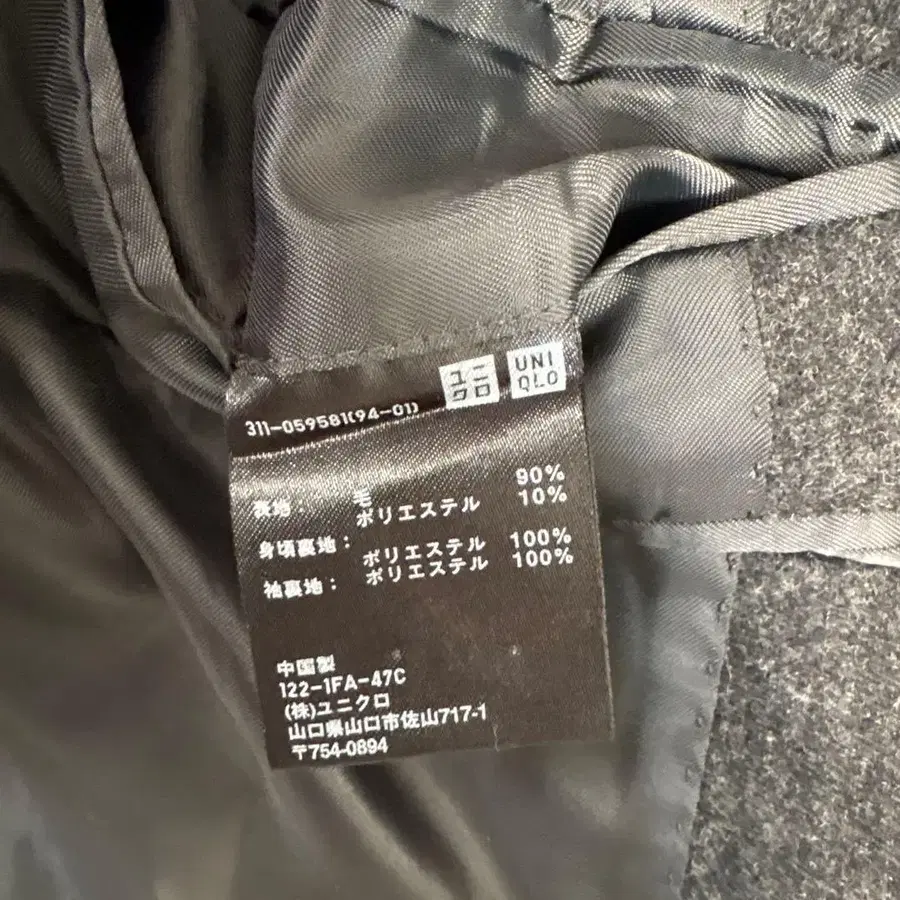 ユニ
クロ
UNI
QLO
311-059581(94-01)
表地： 毛 90%
ポリエステル 10%
身頃裏地： ポリエステル 100%
袖裏地： ポリエステル 100%
中国製
122-1FA-47C
(株)ユニクロ
山口県山口市佐山717-1
〒754-0894